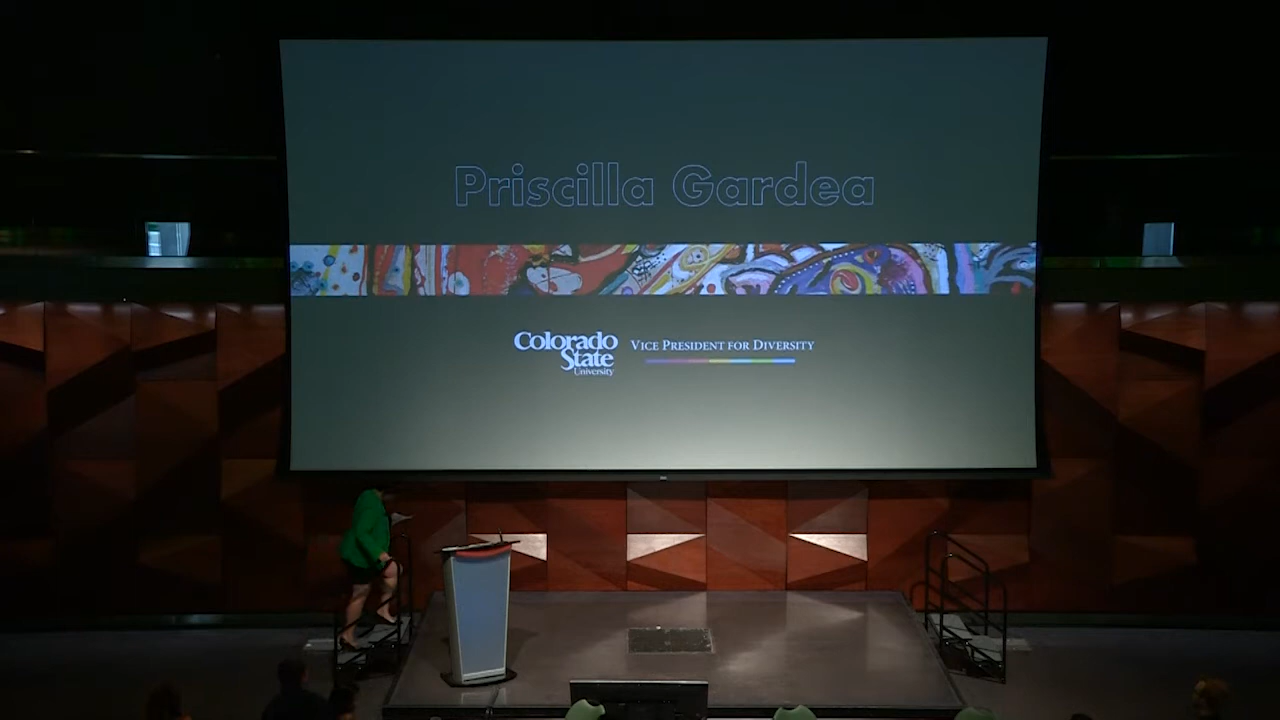 Priscilla Gardea
Colorado
State
University
VICE PRESIDENT FOR DIVERSITY